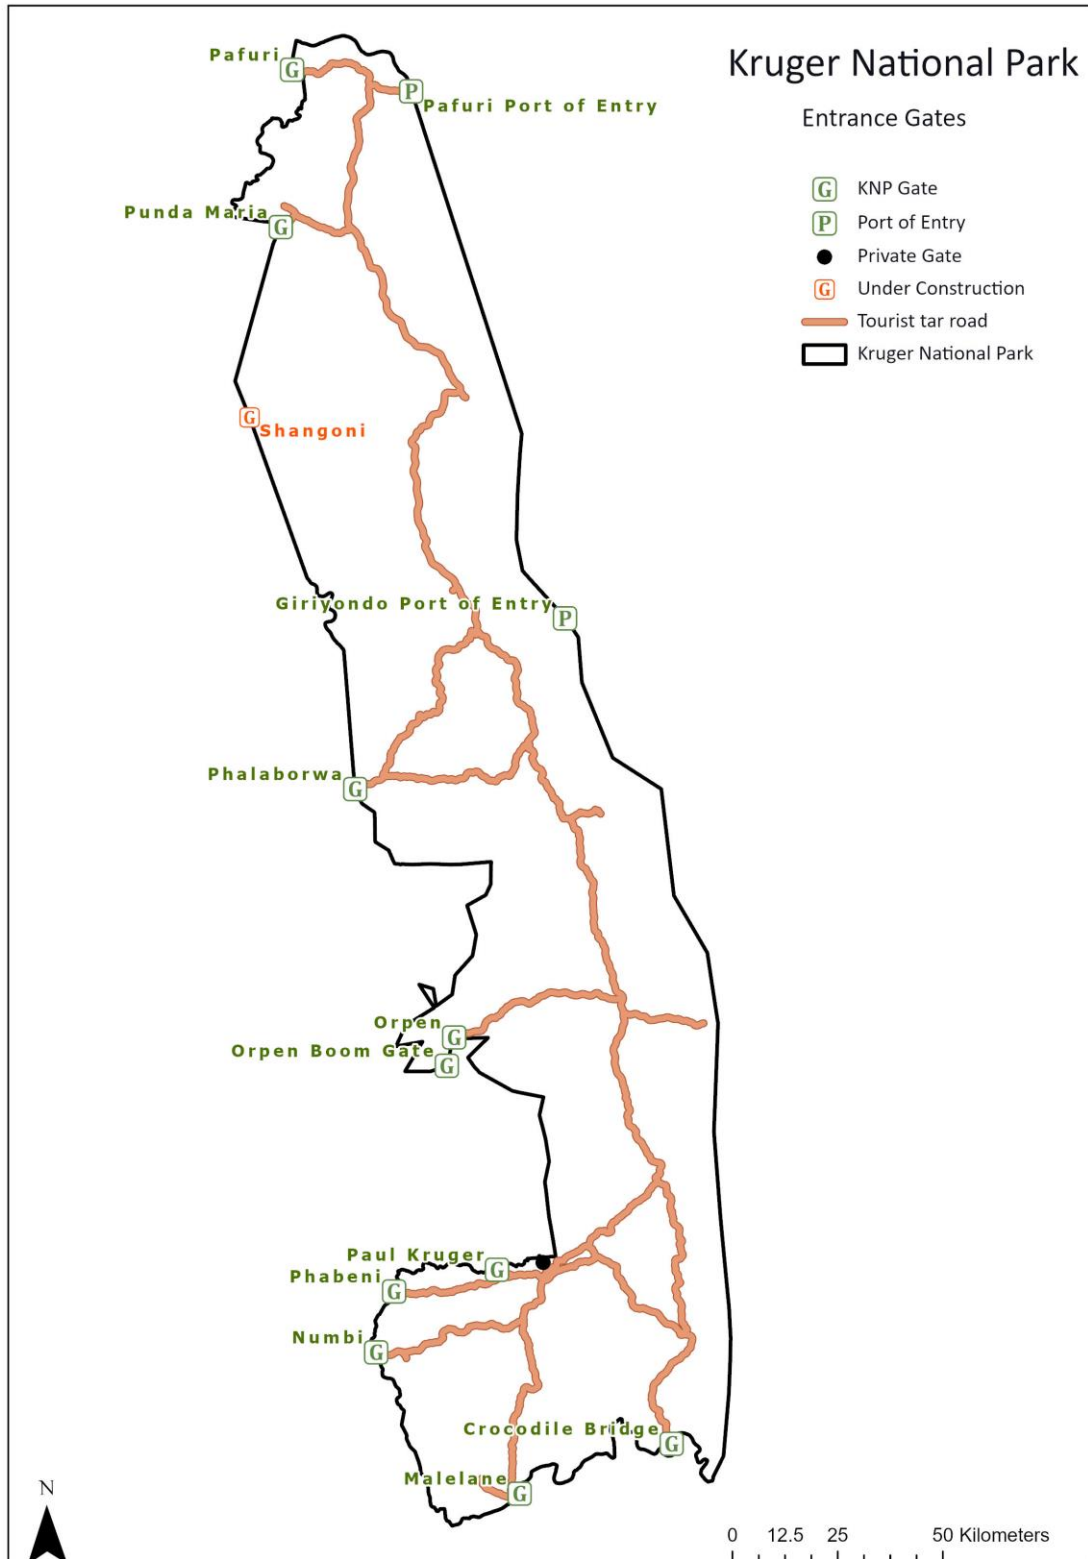 Kruger National Park
Entrance Gates
G KNP Gate
P Port of Entry
Private Gate
G Under Construction
Tourist tar road
Kruger National Park
Pafuri
G
P
Pafuri Port of Entry
Punda Maria
G
G
Shangoni
Giriyondo Port of Entry
P
Phalaborwa
G
Orpen
G
Orpen Boom Gate
G
Paul Kruger
G
Phabeni
G
Numbi
G
Crocodile Bridge
G
Malelane
G
N
0 12.5 25 50 Kilometers